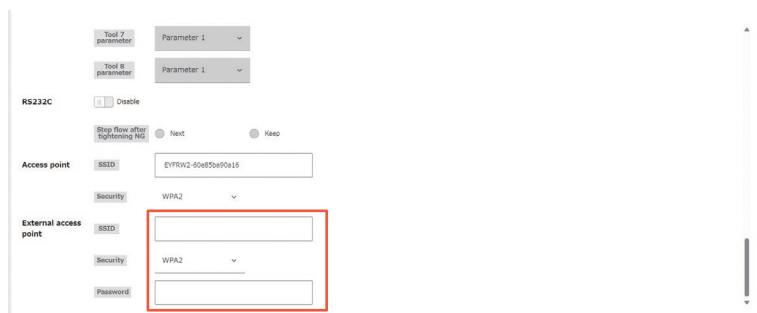 Tool 7
parameter
Parameter 1
Tool 8
parameter
Parameter 1
RS232C
Disable
Step flow after
tightening NG
Next
Keep
Access point
SSID
EYFRW2-60e85ba90a16
Security
WPA2
External access
point
SSID
Security
WPA2
Password